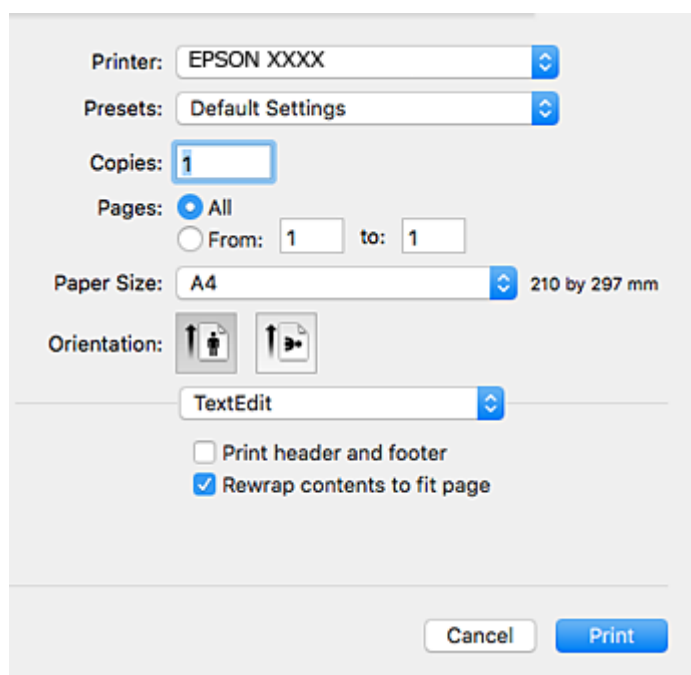 Printer: EPSON XXXX
Presets: Default Settings
Copies: 1
Pages: All
From: 1 to: 1
Paper Size: A4 210 by 297 mm
Orientation:
TextEdit
Print header and footer
Rewrap contents to fit page
Cancel Print